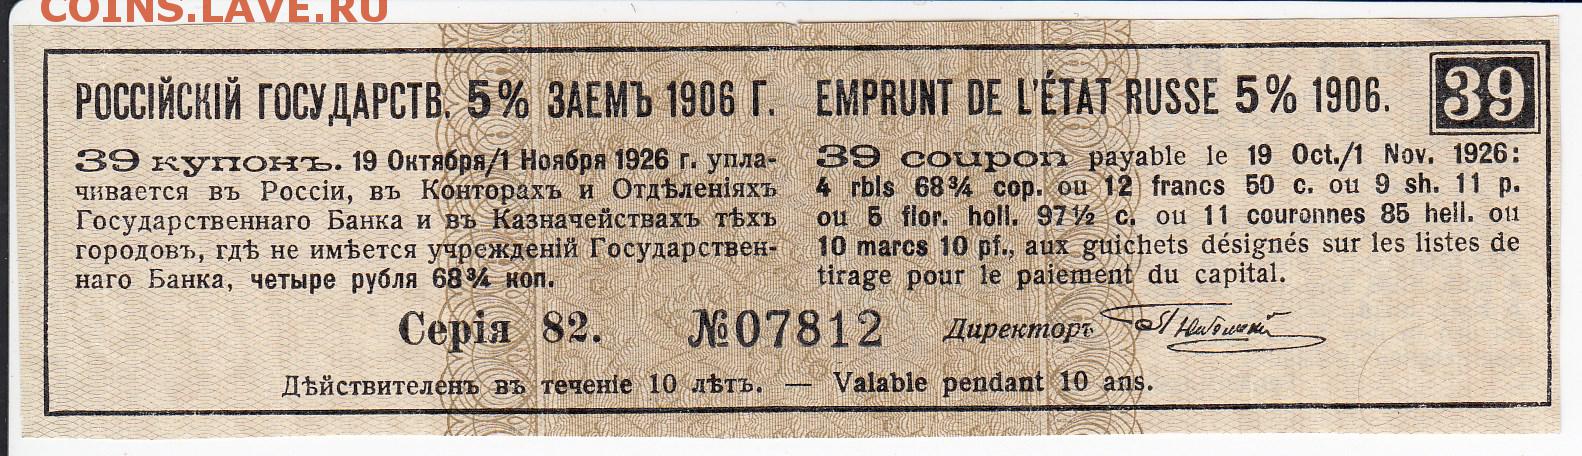 COINS.LAVE.RU
РОССІЙСКІЙ ГОСУДАРСТВ. 5% ЗАЕМЪ 1906 Г.
39 КУПОНЪ. 19 Октября/1 Ноября 1926 г. упла-
чивается въ Россіи, въ Конторахъ и Отдѣленіяхъ
Государственнаго Банка и въ Казначействахъ тѣхъ
городовъ, гдѣ не имѣется учрежденій Государствен-
наго Банка, четыре рубля 68¾ коп.
EMPRUNT DE L'ÉTAT RUSSE 5% 1906.
39
39 coupon payable le 19 Oct./1 Nov. 1926:
4 rbls 68¾ cop. ou 12 francs 50 c. ou 9 sh. 11 p.
ou 5 flor. holl. 97½ c. ou 11 couronnes 85 hell. ou
10 marcs 10 pf., aux guichets désignés sur les listes de
tirage pour le paiement du capital.
Серія 82. №07812 Директоръ
Дѣйствителенъ въ теченіе 10 лѣтъ. — Valable pendant 10 ans.